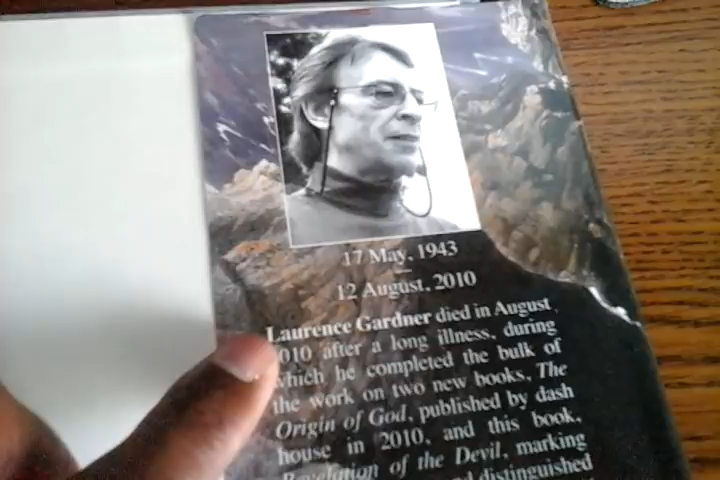 17 May, 1943
—
12 August, 2010
Laurence Gardner died in August
2010 after a long illness, during
which he completed the bulk of
the work on two new books, The
Origin of God, published by dash
house in 2010, and this book,
Revelation of the Devil, marking
distinguished